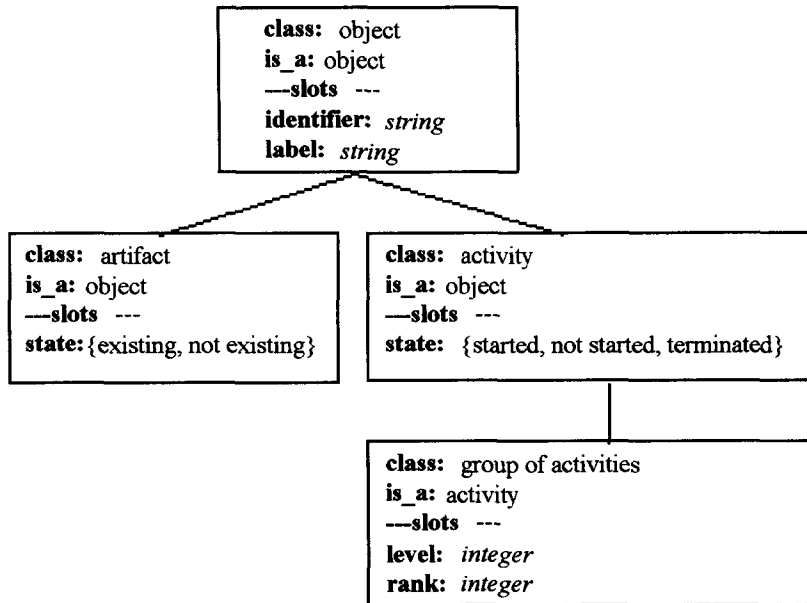 class: object
is_a: object
---slots ---
identifier: string
label: string
class: artifact
is_a: object
---slots ---
state: {existing, not existing}
class: activity
is_a: object
---slots ---
state: {started, not started, terminated}
class: group of activities
is_a: activity
---slots ---
level: integer
rank: integer